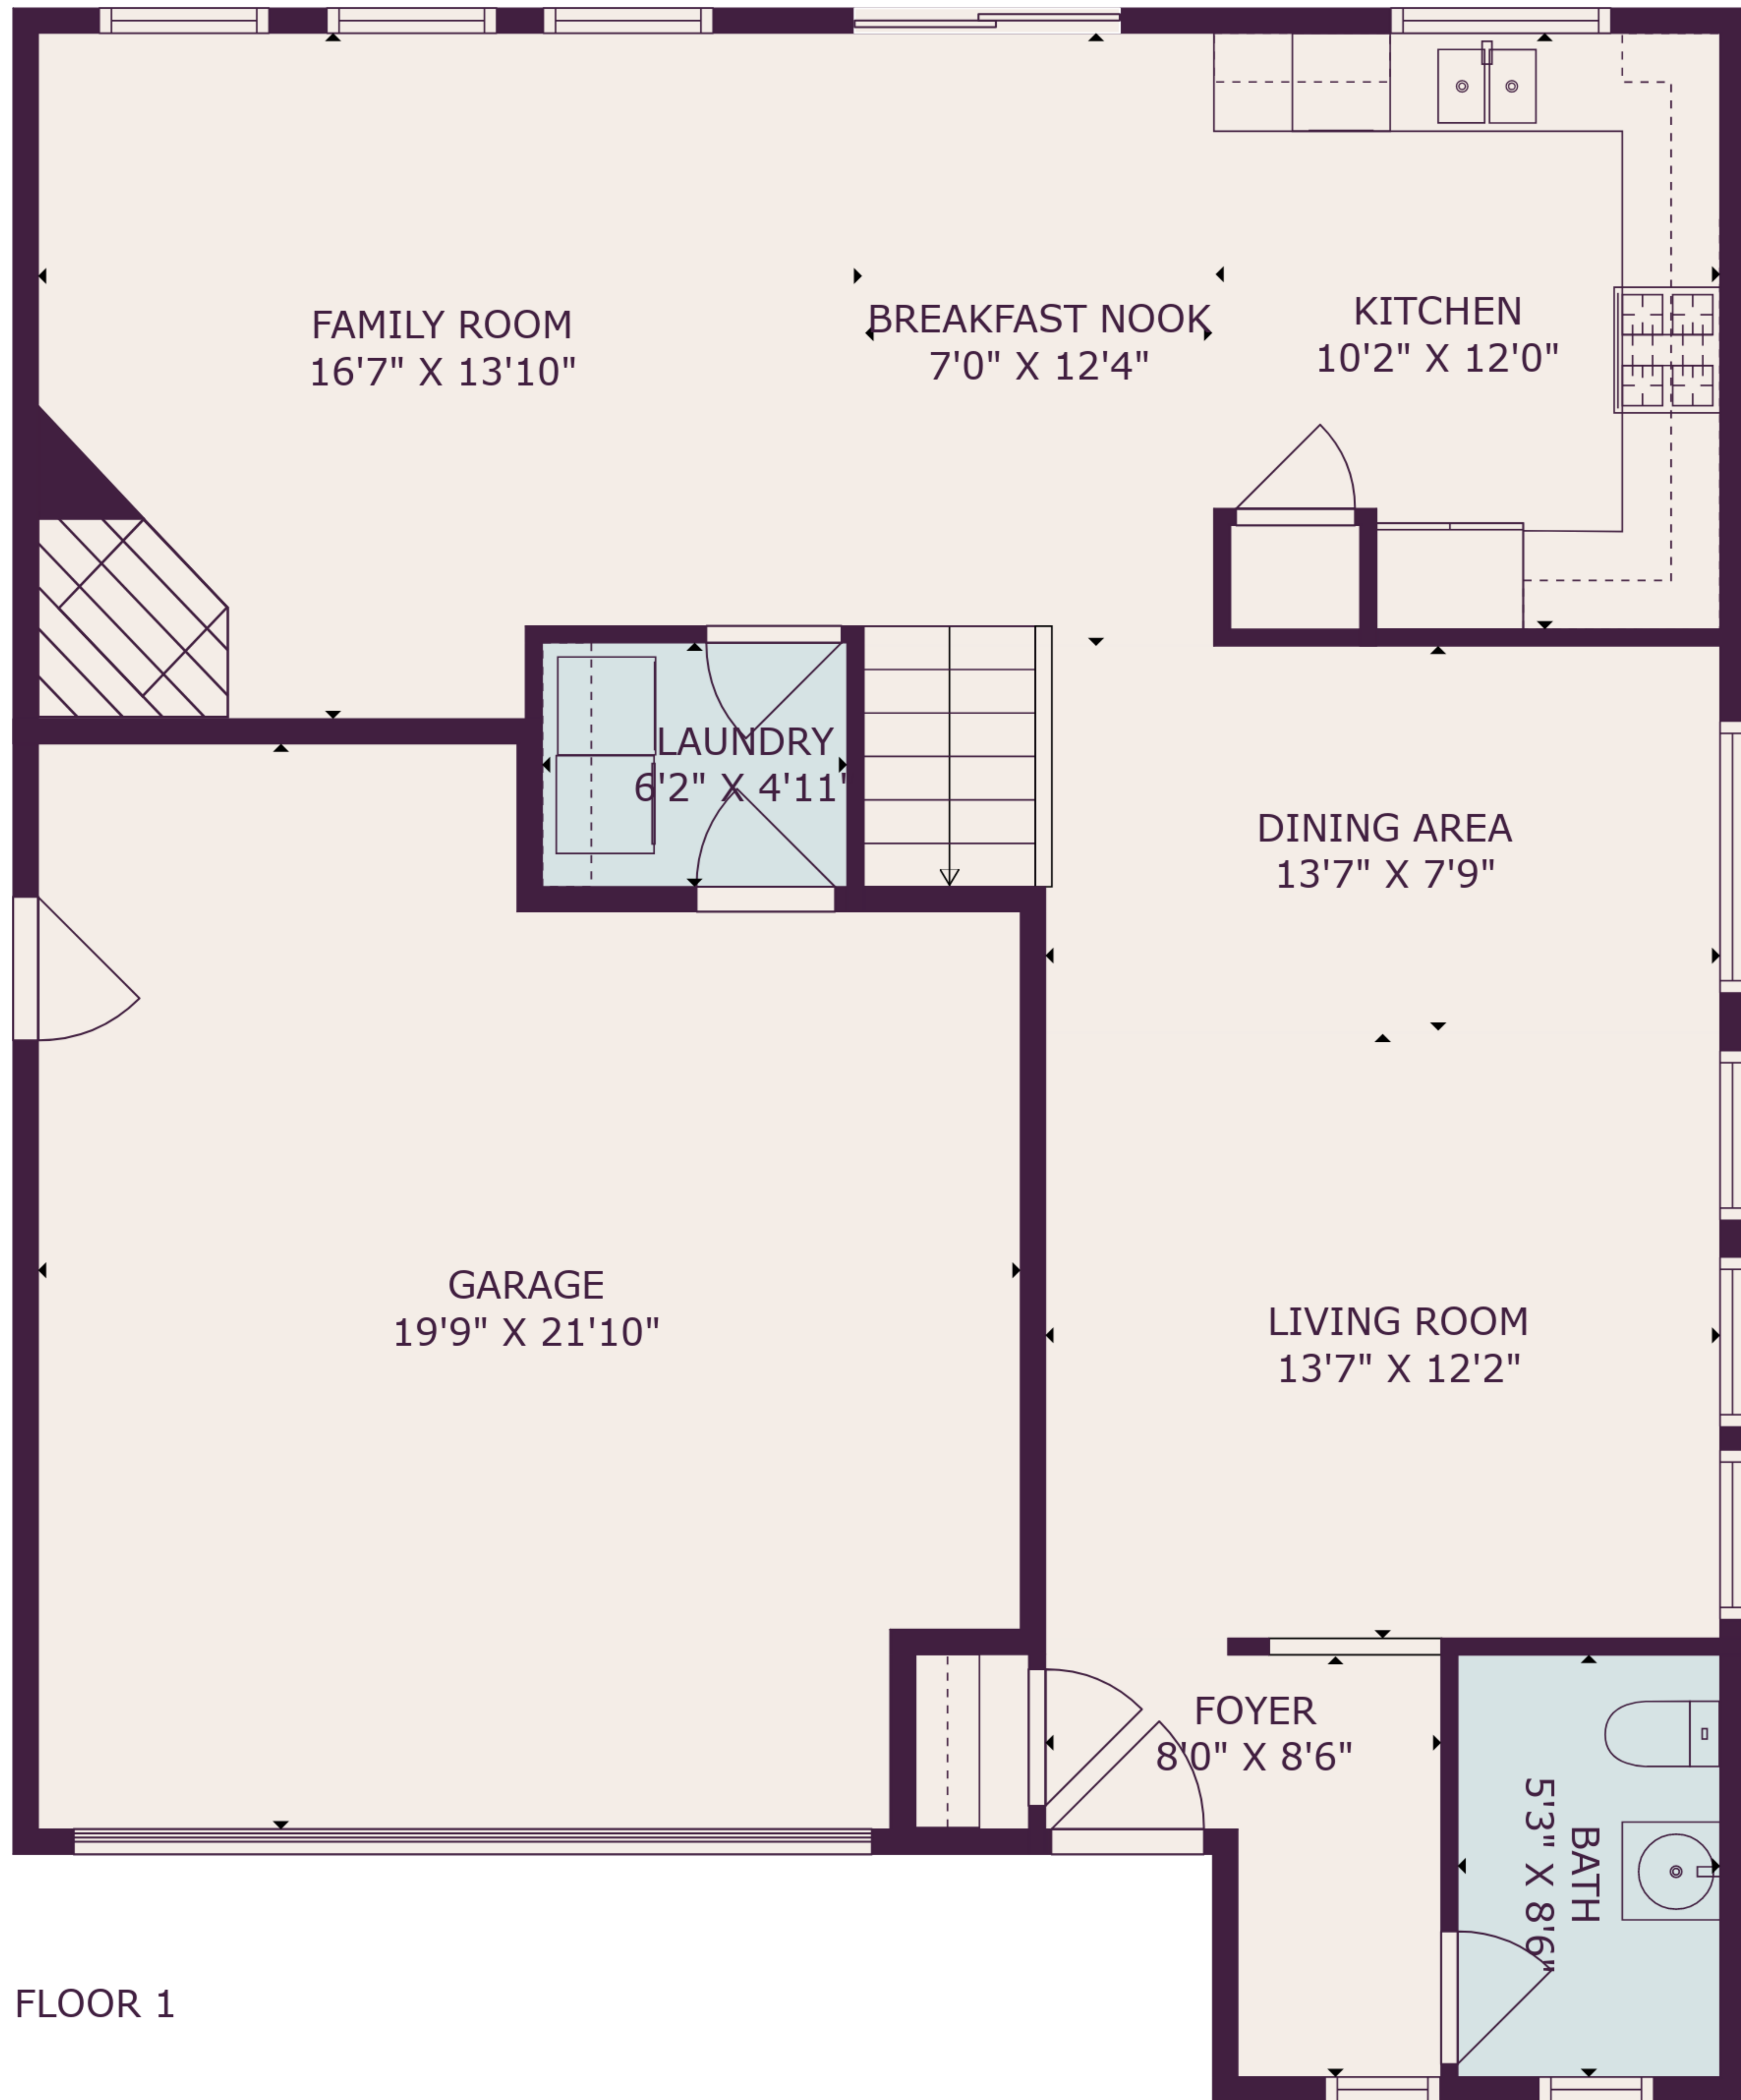 FAMILY ROOM
16'7" X 13'10"
BREAKFAST NOOK
7'0" X 12'4"
KITCHEN
10'2" X 12'0"
LAUNDRY
6'2" X 4'11"
DINING AREA
13'7" X 7'9"
GARAGE
19'9" X 21'10"
LIVING ROOM
13'7" X 12'2"
FOYER
8'0" X 8'6"
BATH
5'3" X 8'6"
FLOOR 1